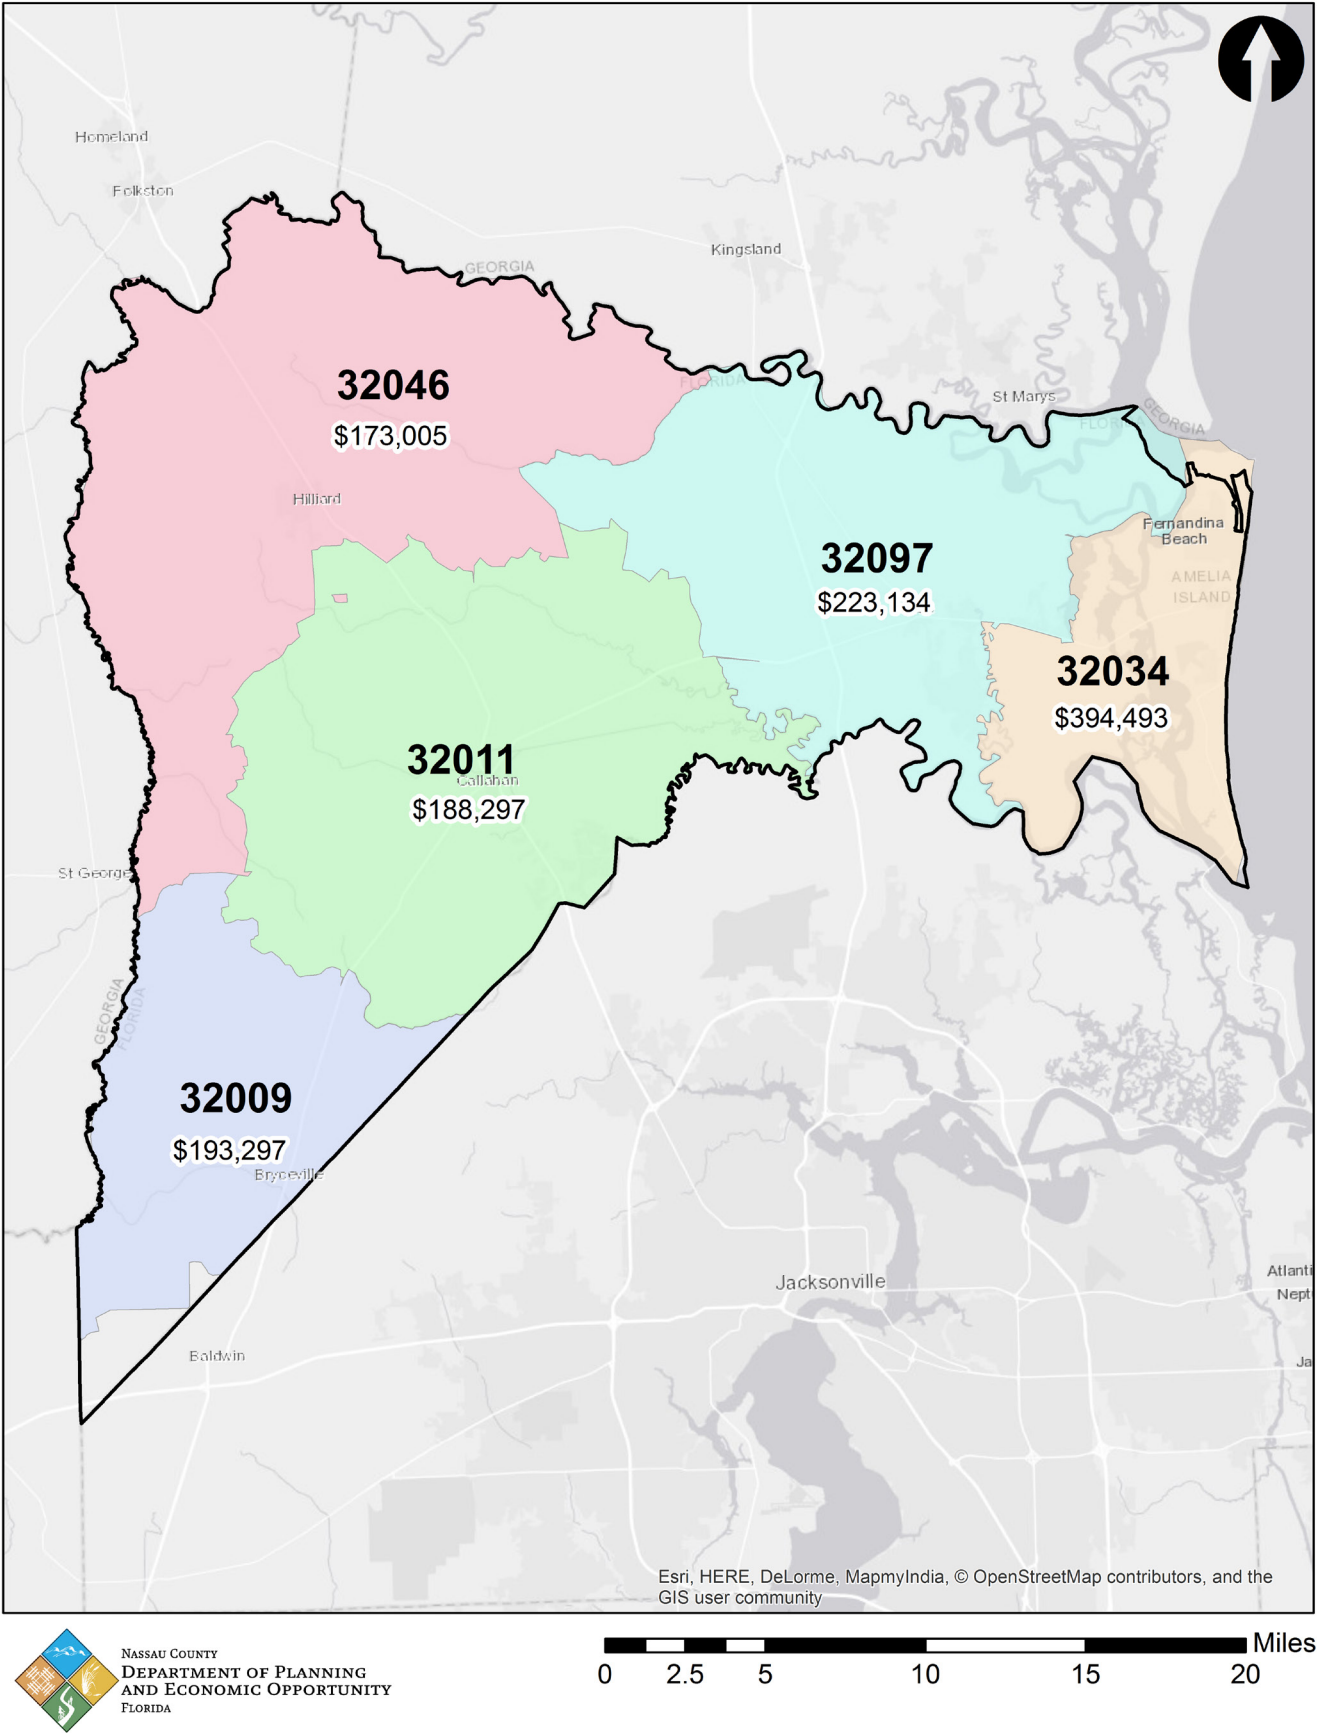 Homeland
Folkston
Kingsland
GEORGIA
32046
$173,005
FLORIDA
St Marys
GEORGIA
FLORIDA
Hilliard
32097
$223,134
Fernandina
Beach
AMELIA
ISLAND
32034
$394,493
32011
Callahan
$188,297
St George
GEORGIA
FLORIDA
32009
$193,297
Bryceville
Jacksonville
Atlanti
Nept
Baldwin
Ja
Esri, HERE, DeLorme, MapmyIndia, © OpenStreetMap contributors, and the
GIS user community
NASSAU COUNTY
DEPARTMENT OF PLANNING
AND ECONOMIC OPPORTUNITY
FLORIDA
Miles
0 2.5 5 10 15 20